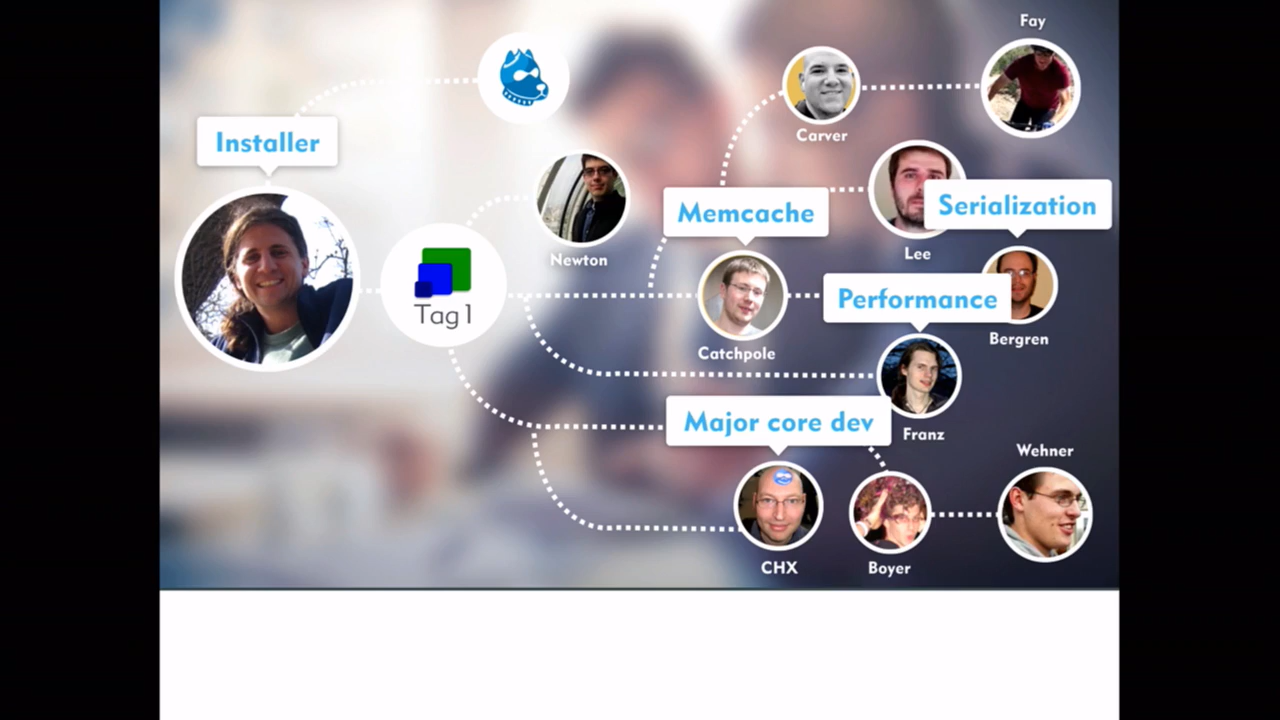 Fay
Installer
Carver
Memcache
Serialization
Newton
Lee
Tag1
Performance
Catchpole
Bergren
Major core dev
Franz
Wehner
CHX
Boyer